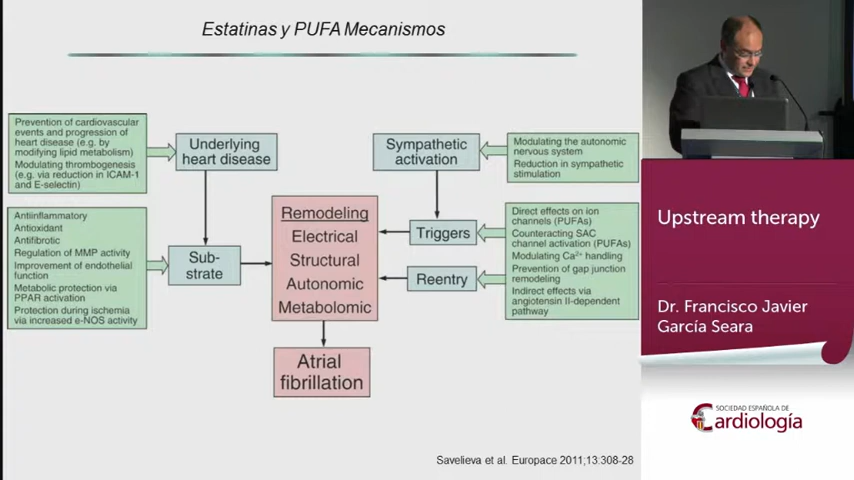 Estatinas y PUFA Mecanismos
Prevention of cardiovascular
events and progression of
heart disease (e.g. by
modifying lipid metabolism)
Modulating thrombogenesis
(e.g. via reduction in ICAM-1
and E-selectin)
Underlying
heart disease
Sympathetic
activation
Modulating the autonomic
nervous system
Reduction in sympathetic
stimulation
Antiinflammatory
Antioxidant
Antifibrotic
Regulation of MMP activity
Improvement of endothelial
function
Metabolic protection via
PPAR activation
Protection during ischemia
via increased e-NOS activity
Sub-
strate
Remodeling
Electrical
Structural
Autonomic
Metabolomic
Triggers
Reentry
Direct effects on ion
channels (PUFAs)
Counteracting SAC
channel activation (PUFAs)
Modulating Ca²⁺ handling
Prevention of gap junction
remodeling
Indirect effects via
angiotensin II-dependent
pathway
Atrial
fibrillation
Savelieva et al. Europace 2011;13:308-28
Upstream therapy
Dr. Francisco Javier
García Seara
SOCIEDAD ESPAÑOLA DE
Cardiología